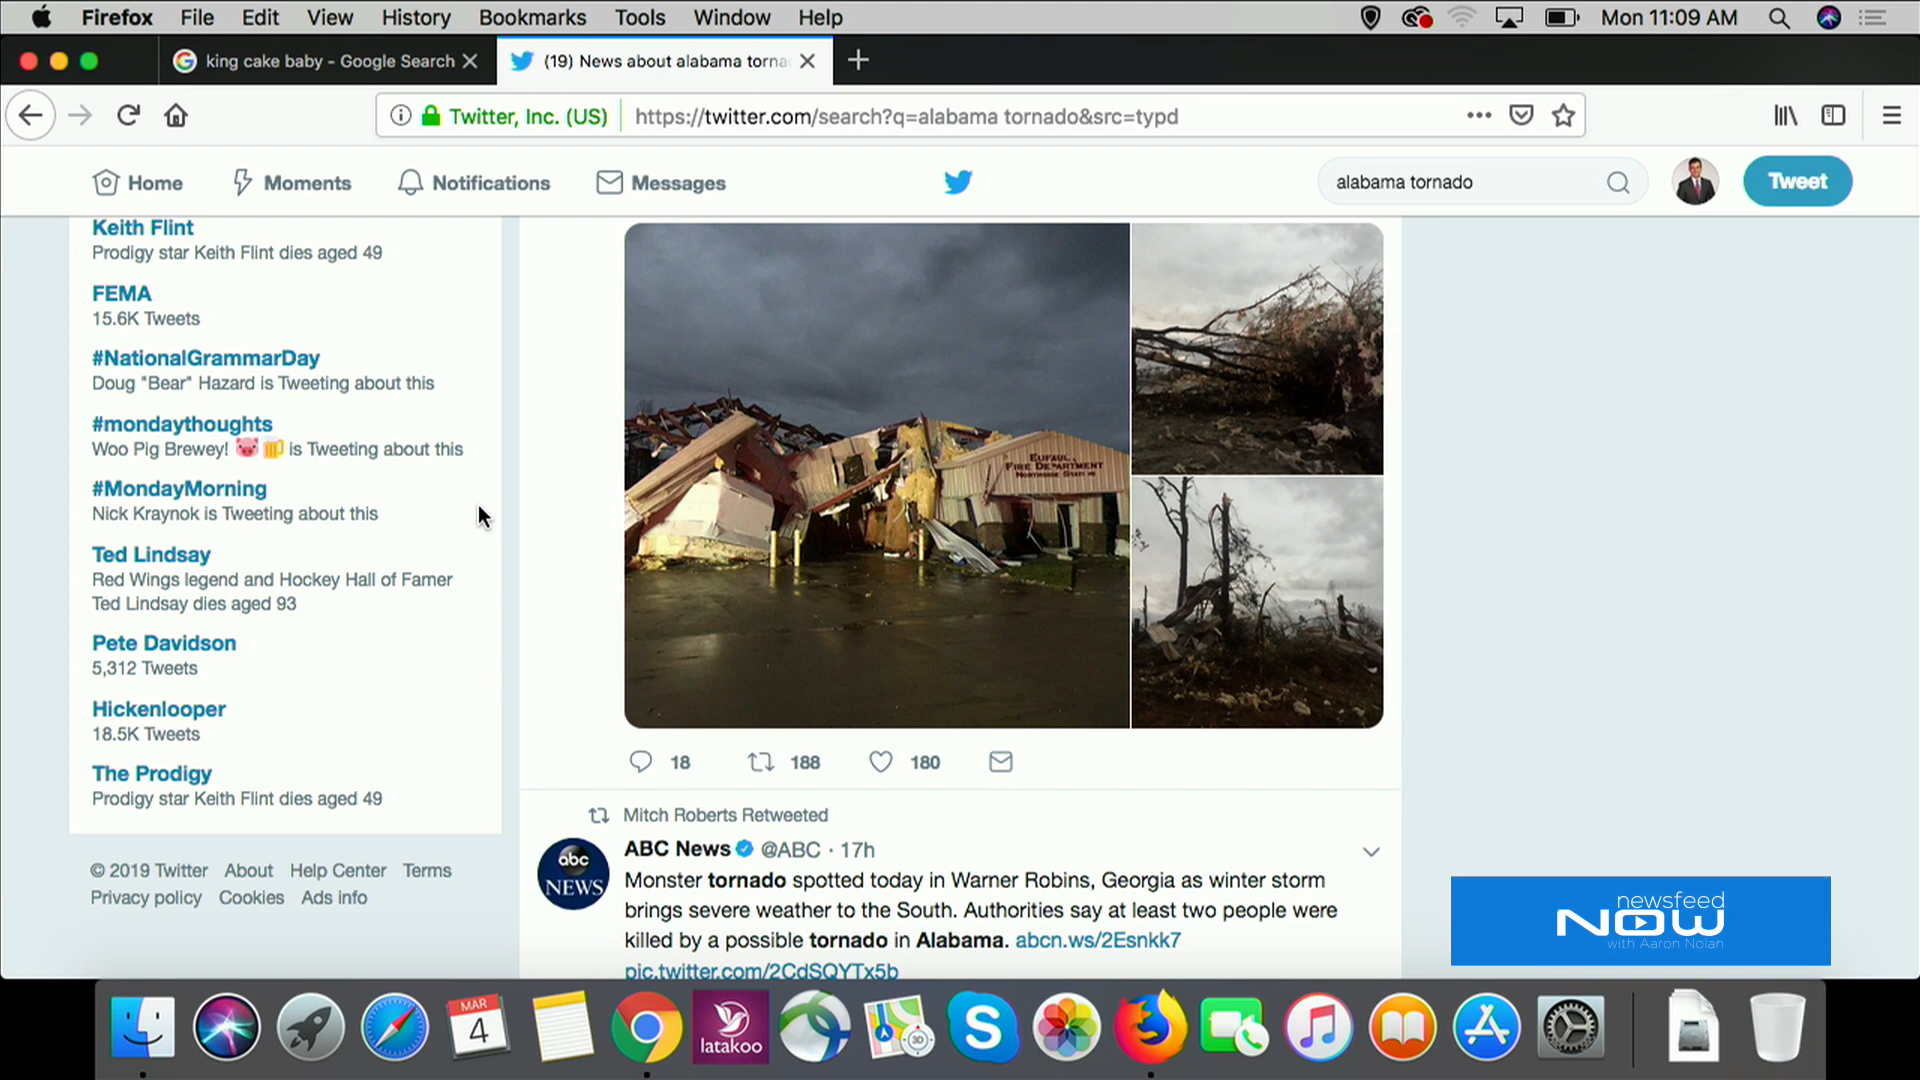 Firefox File Edit View History Bookmarks Tools Window Help Mon 11:09 AM
king cake baby - Google Search
(19) News about alabama torna
Twitter, Inc. (US) https://twitter.com/search?q=alabama tornado&src=typd
Home Moments Notifications Messages alabama tornado Tweet
Keith Flint
Prodigy star Keith Flint dies aged 49
FEMA
15.6K Tweets
#NationalGrammarDay
Doug "Bear" Hazard is Tweeting about this
#mondaythoughts
Woo Pig Brewey! 🐷🍺 is Tweeting about this
#MondayMorning
Nick Kraynok is Tweeting about this
Ted Lindsay
Red Wings legend and Hockey Hall of Famer
Ted Lindsay dies aged 93
Pete Davidson
5,312 Tweets
Hickenlooper
18.5K Tweets
The Prodigy
Prodigy star Keith Flint dies aged 49
© 2019 Twitter About Help Center Terms
Privacy policy Cookies Ads info
EUFAUL
FIRE DEPARTMENT
18 188 180
Mitch Roberts Retweeted
ABC News @ABC · 17h
abc
NEWS
Monster tornado spotted today in Warner Robins, Georgia as winter storm
brings severe weather to the South. Authorities say at least two people were
killed by a possible tornado in Alabama. abcn.ws/2Esnkk7
pic.twitter.com/2CdSQYTx5b
newsfeed
NOW
with Aaron Nolan
MAR
4
latakoo
3D